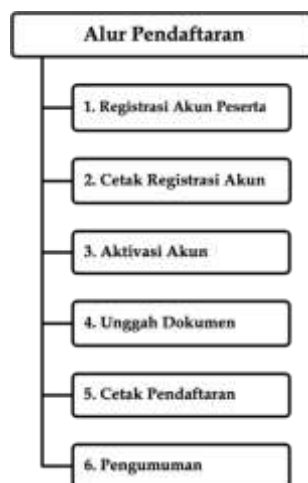 Alur Pendaftaran
1. Registrasi Akun Peserta
2. Cetak Registrasi Akun
3. Aktivasi Akun
4. Unggah Dokumen
5. Cetak Pendaftaran
6. Pengumuman